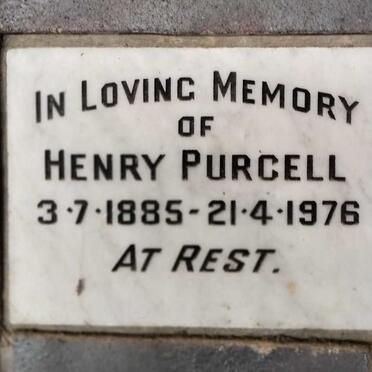 IN LOVING MEMORY
OF
HENRY PURCELL
3·7·1885-21·4·1976
AT REST.